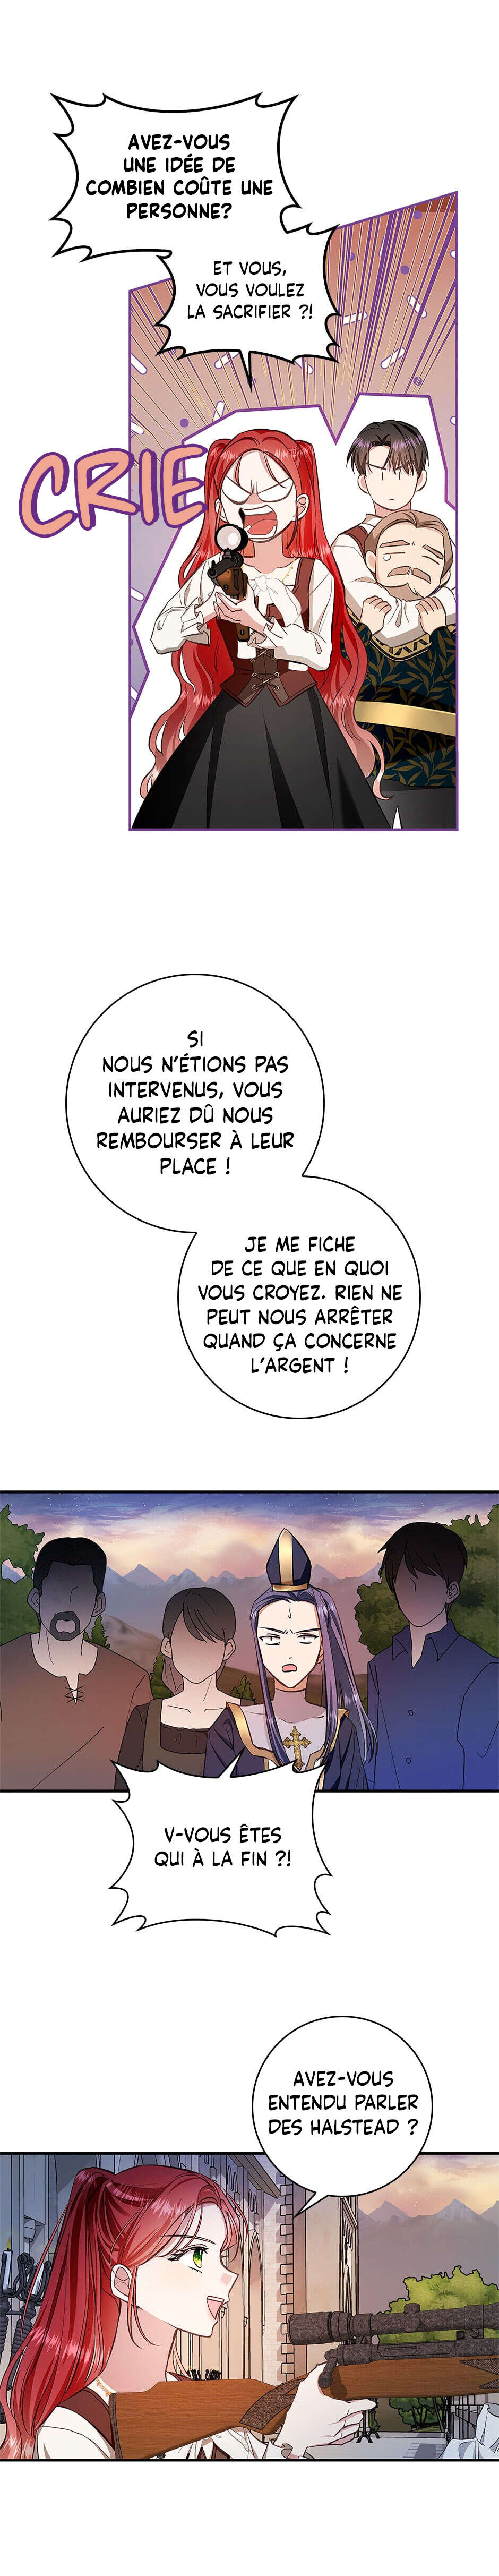 AVEZ-VOUS
UNE IDÉE DE
COMBIEN COÛTE UNE
PERSONNE?
ET VOUS,
VOUS VOULEZ
LA SACRIFIER ?!
CRIE
SI
NOUS N'ÉTIONS PAS
INTERVENUS, VOUS
AURIEZ DÛ NOUS
REMBOURSER À LEUR
PLACE !
JE ME FICHE
DE CE QUE EN QUOI
VOUS CROYEZ. RIEN NE
PEUT NOUS ARRÊTER
QUAND ÇA CONCERNE
L'ARGENT !
V-VOUS ÊTES
QUI À LA FIN ?!
AVEZ-VOUS
ENTENDU PARLER
DES HALSTEAD ?